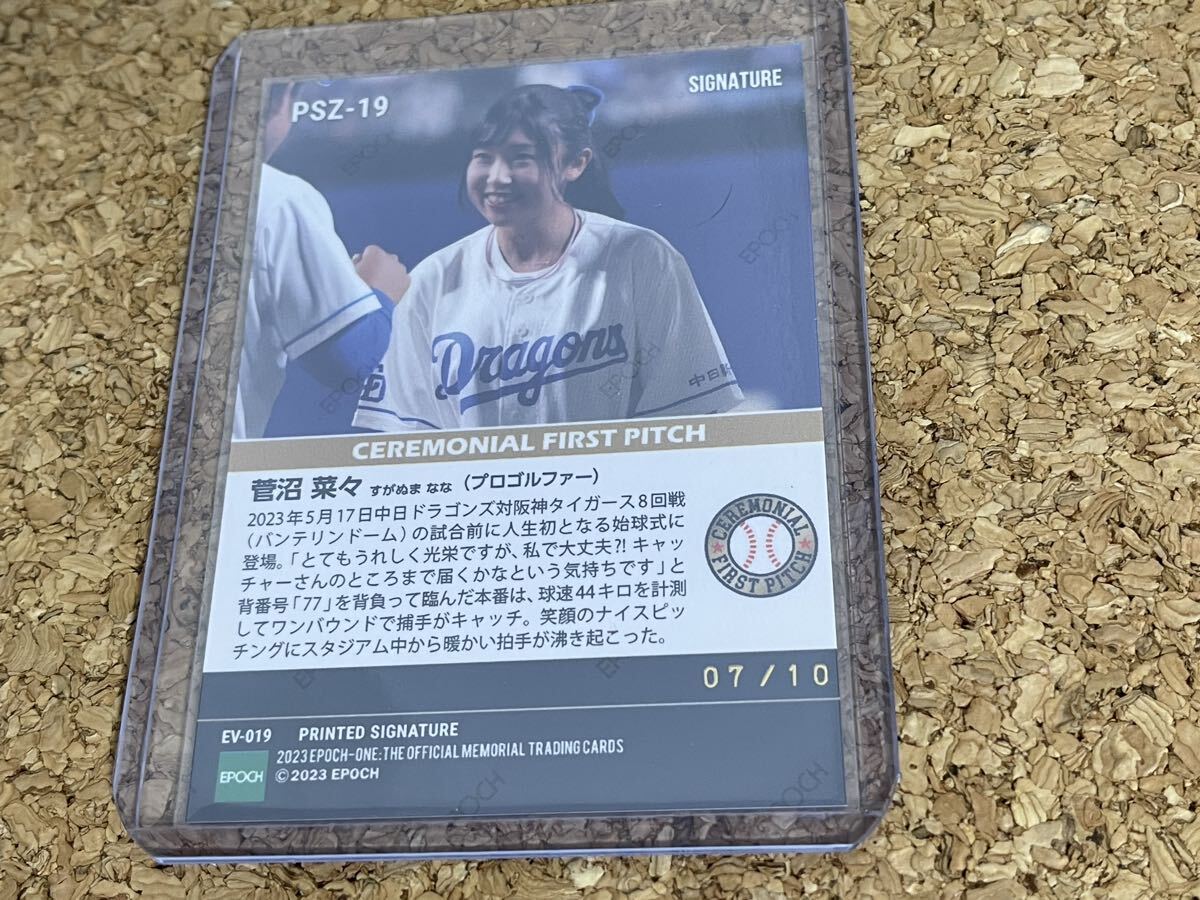 PSZ-19
SIGNATURE
Dragons
CEREMONIAL FIRST PITCH
菅沼 菜々 すがぬま なな （プロゴルファー）
2023年5月17日中日ドラゴンズ対阪神タイガース8回戦
（バンテリンドーム）の試合前に人生初となる始球式に
登場。「とてもうれしく光栄ですが、私で大丈夫?! キャッ
チャーさんのところまで届くかなという気持ちです」と
背番号「77」を背負って臨んだ本番は、球速44キロを計測
してワンバウンドで捕手がキャッチ。笑顔のナイスピッ
チングにスタジアム中から暖かい拍手が沸き起こった。
CEREMONIAL
FIRST PITCH
07/10
EV-019 PRINTED SIGNATURE
2023 EPOCH-ONE:THE OFFICIAL MEMORIAL TRADING CARDS
EPOCH
©2023 EPOCH